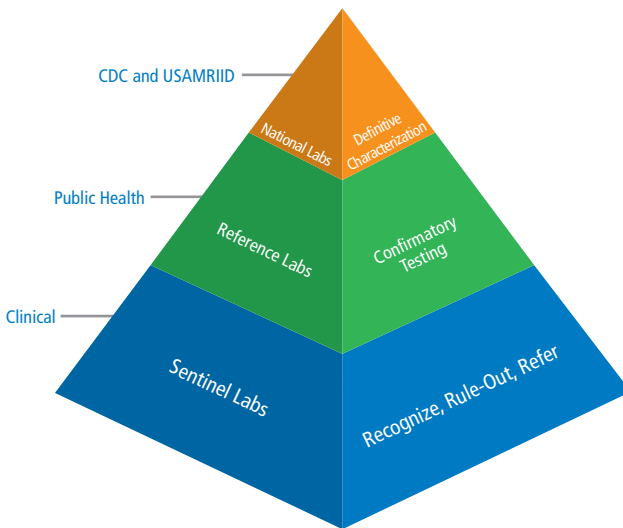 CDC and USAMRIID
National Labs
Definitive
Characterization
Public Health
Reference Labs
Confirmatory
Testing
Clinical
Sentinel Labs
Recognize, Rule-Out, Refer